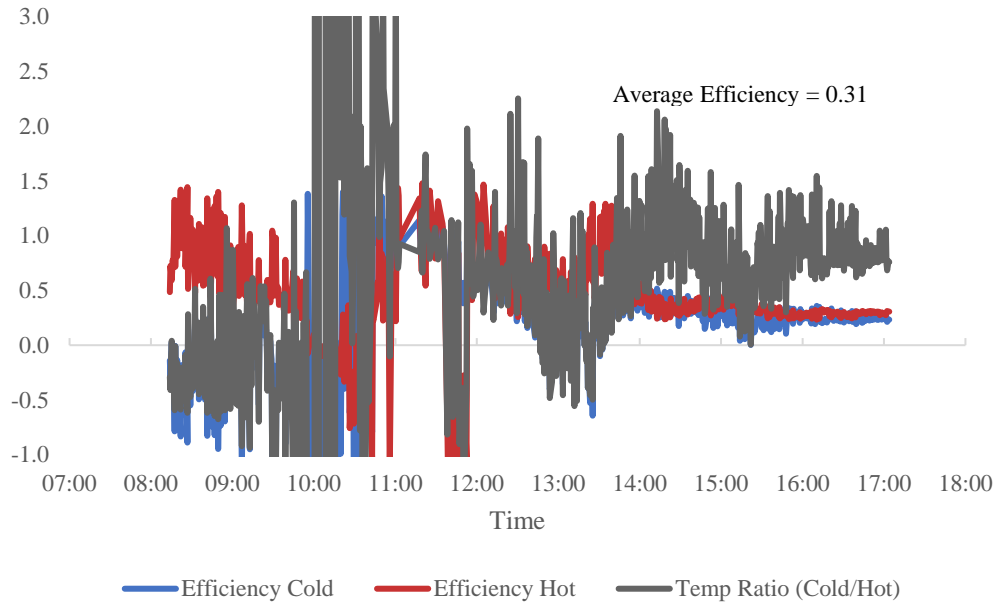 3.0
2.5
Average Efficiency = 0.31
2.0
1.5
1.0
0.5
0.0
-0.5
-1.0
07:00 08:00 09:00 10:00 11:00 12:00 13:00 14:00 15:00 16:00 17:00 18:00
Time
Efficiency Cold Efficiency Hot Temp Ratio (Cold/Hot)